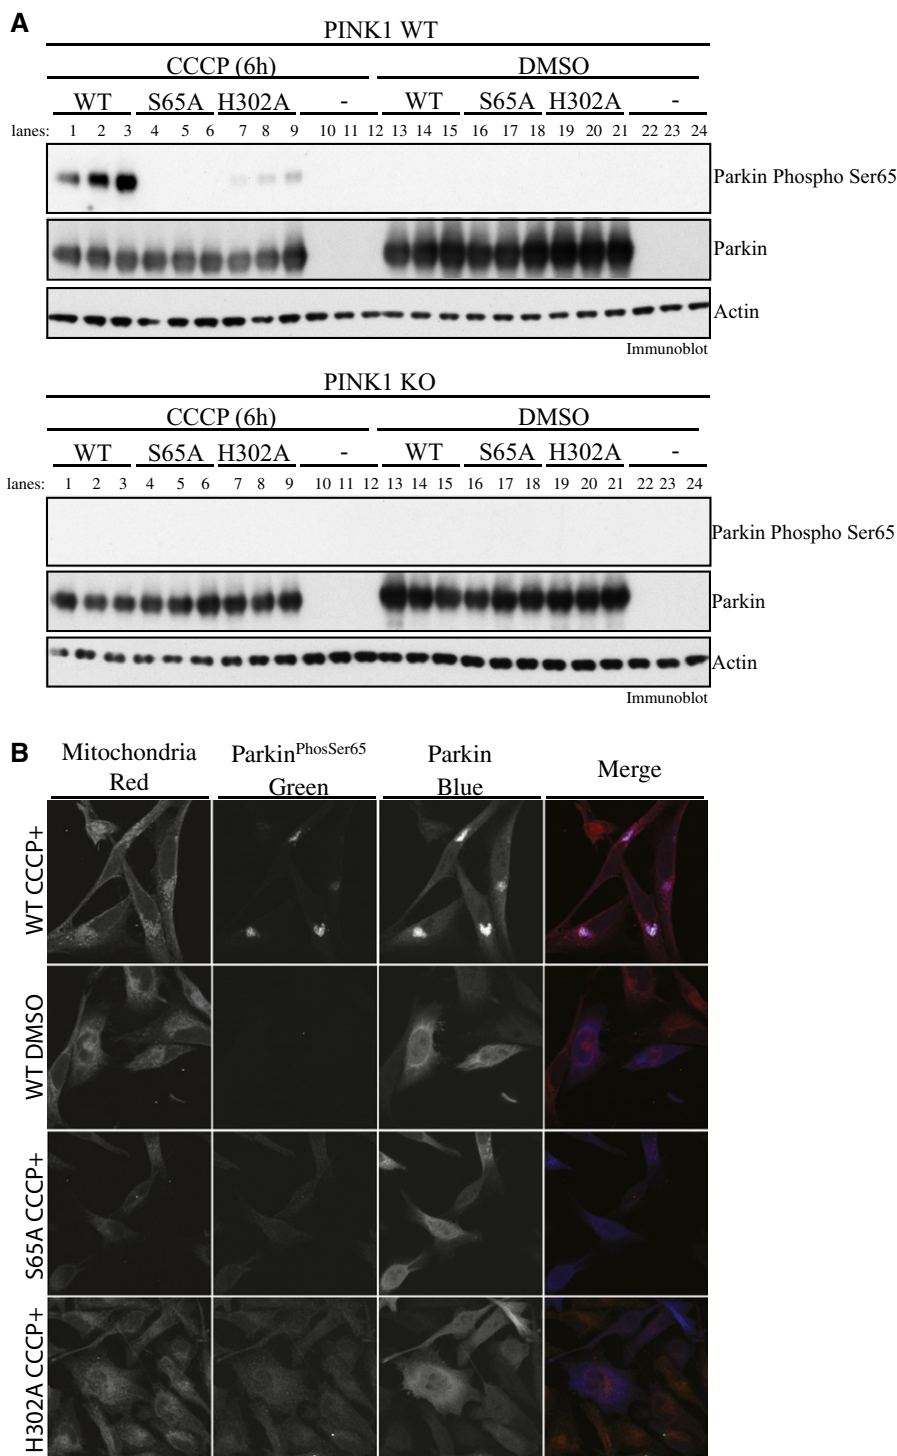 A
PINK1 WT
CCCP (6h) DMSO
WT S65A H302A - WT S65A H302A -
lanes: 1 2 3 4 5 6 7 8 9 10 11 12 13 14 15 16 17 18 19 20 21 22 23 24
Parkin Phospho Ser65
Parkin
Actin
Immunoblot
PINK1 KO
CCCP (6h) DMSO
WT S65A H302A - WT S65A H302A -
lanes: 1 2 3 4 5 6 7 8 9 10 11 12 13 14 15 16 17 18 19 20 21 22 23 24
Parkin Phospho Ser65
Parkin
Actin
Immunoblot
B
Mitochondria Red
Parkin^PhosSer65 Green
Parkin Blue
Merge
WT CCCP+
WT DMSO
S65A CCCP+
H302A CCCP+